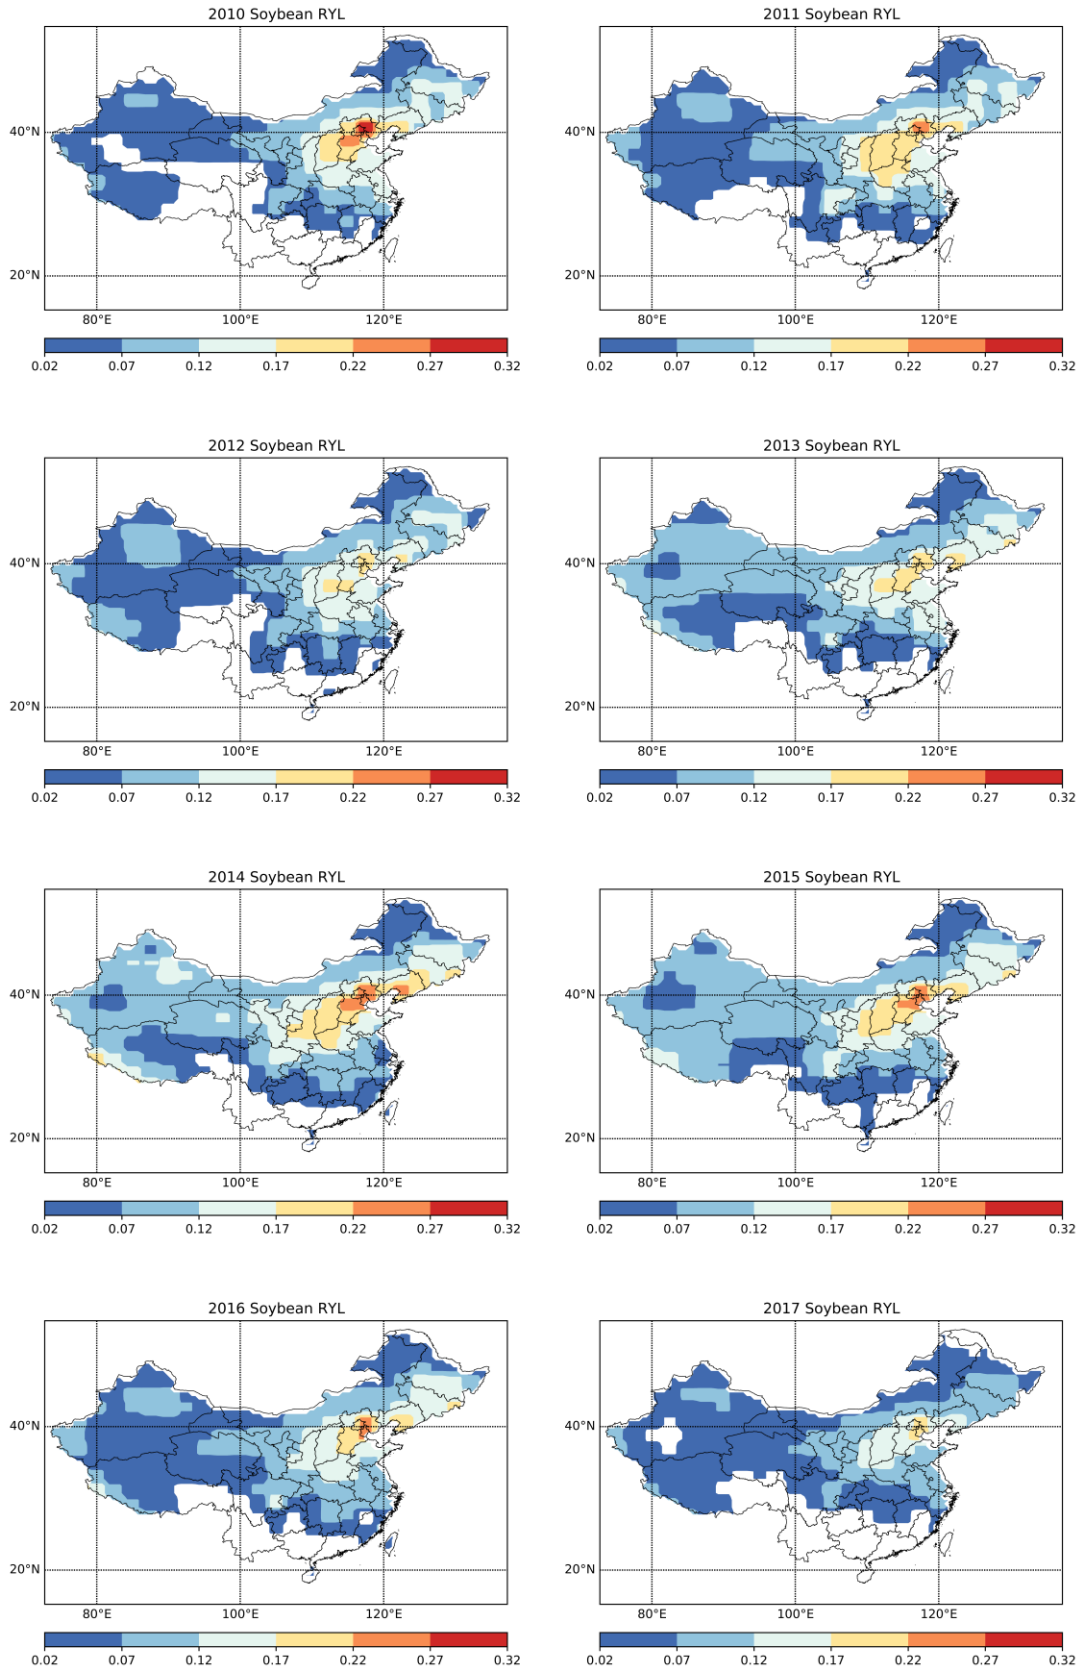 2010 Soybean RYL
2011 Soybean RYL
40°N
20°N
80°E 100°E 120°E
40°N
20°N
80°E 100°E 120°E
0.02 0.07 0.12 0.17 0.22 0.27 0.32
0.02 0.07 0.12 0.17 0.22 0.27 0.32
2012 Soybean RYL
2013 Soybean RYL
40°N
20°N
80°E 100°E 120°E
40°N
20°N
80°E 100°E 120°E
0.02 0.07 0.12 0.17 0.22 0.27 0.32
0.02 0.07 0.12 0.17 0.22 0.27 0.32
2014 Soybean RYL
2015 Soybean RYL
40°N
20°N
80°E 100°E 120°E
40°N
20°N
80°E 100°E 120°E
0.02 0.07 0.12 0.17 0.22 0.27 0.32
0.02 0.07 0.12 0.17 0.22 0.27 0.32
2016 Soybean RYL
2017 Soybean RYL
40°N
20°N
80°E 100°E 120°E
40°N
20°N
80°E 100°E 120°E
0.02 0.07 0.12 0.17 0.22 0.27 0.32
0.02 0.07 0.12 0.17 0.22 0.27 0.32